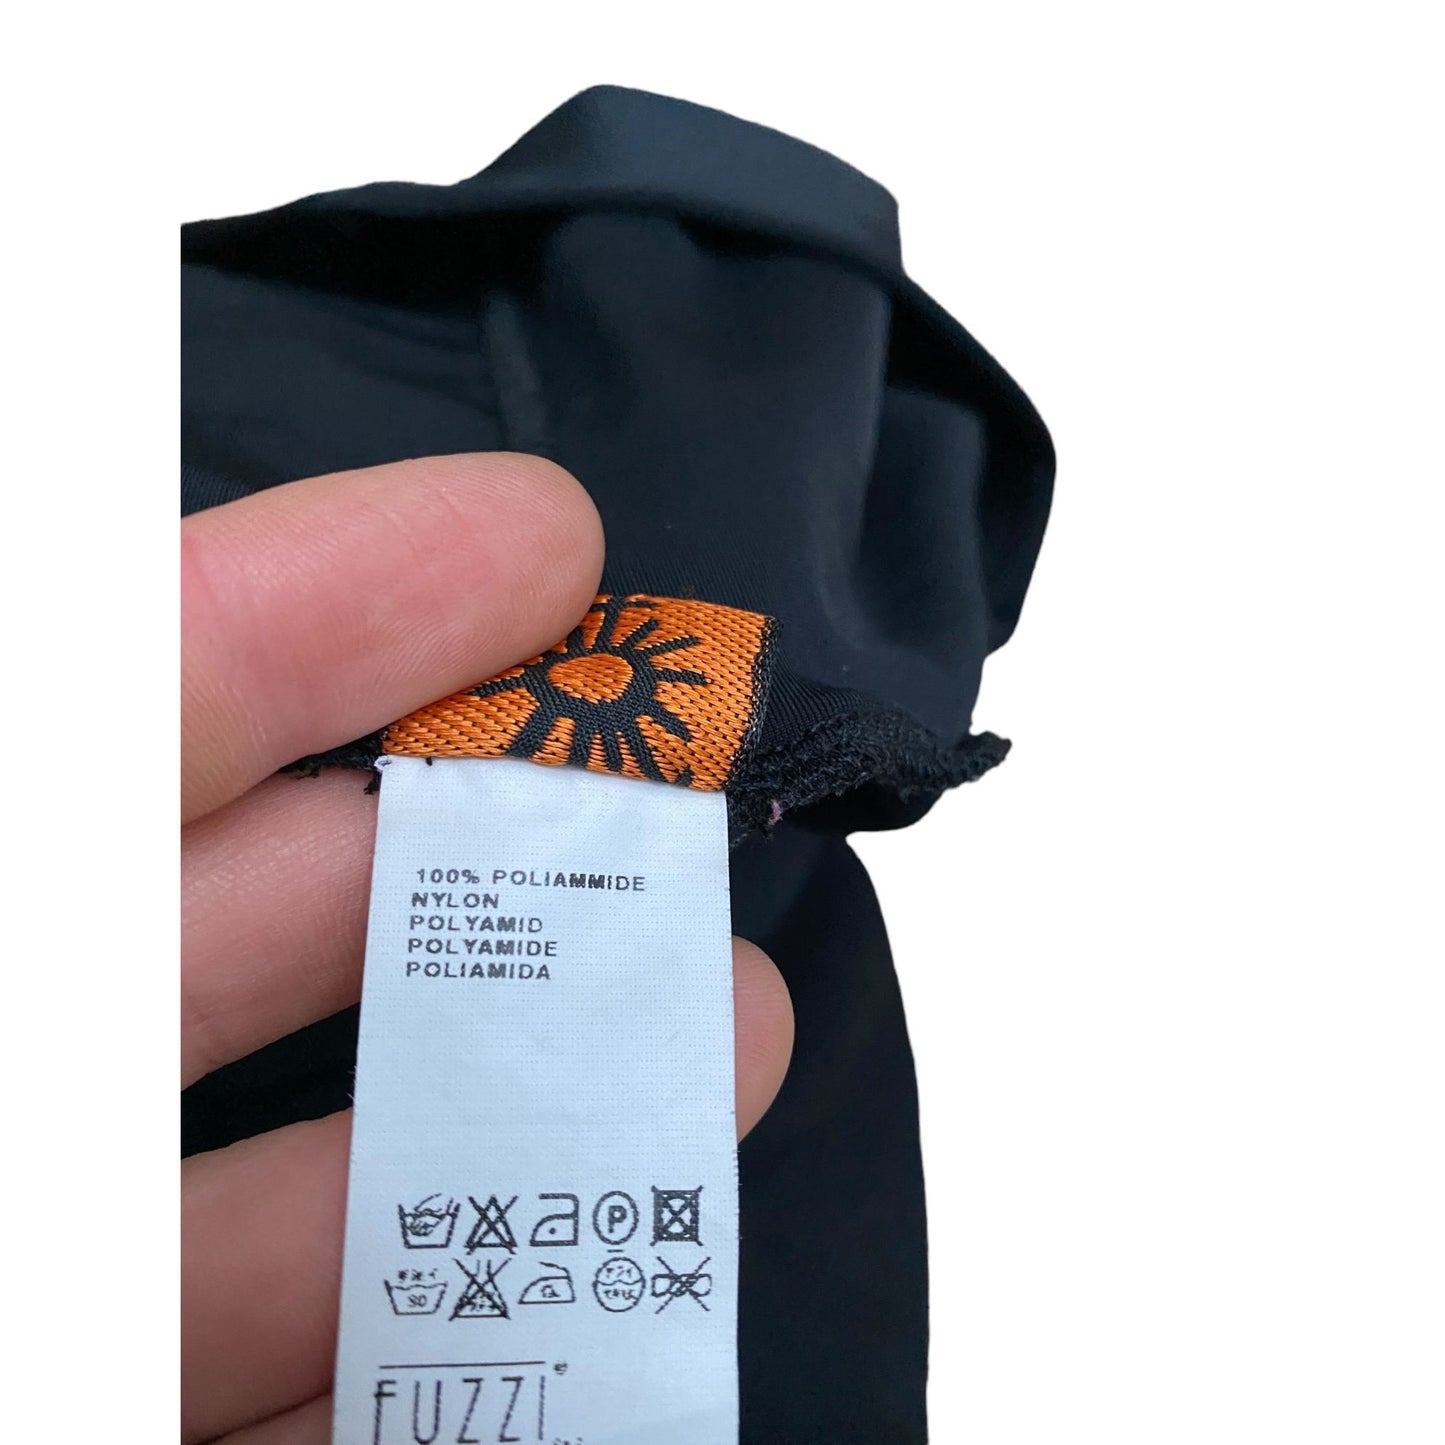 100% POLIAMMIDE
NYLON
POLYAMID
POLYAMIDE
POLIAMIDA
P
FUZZI